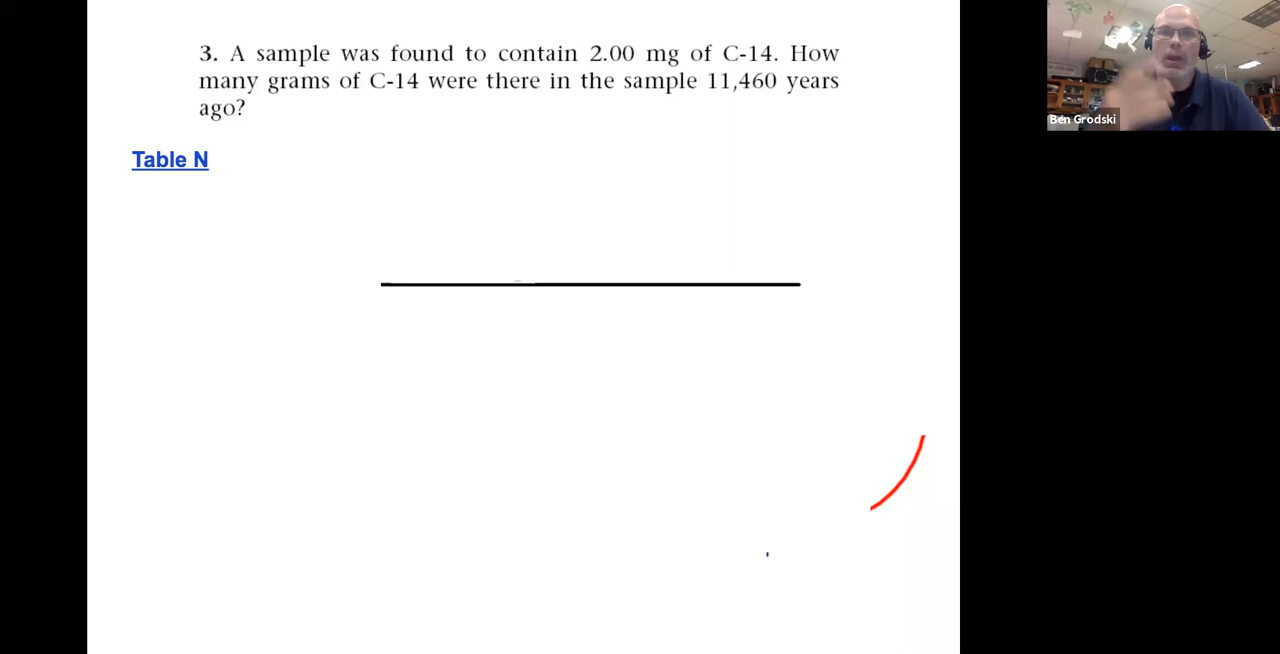 3. A sample was found to contain 2.00 mg of C-14. How
many grams of C-14 were there in the sample 11,460 years
ago?
Table N
Ben Grodski